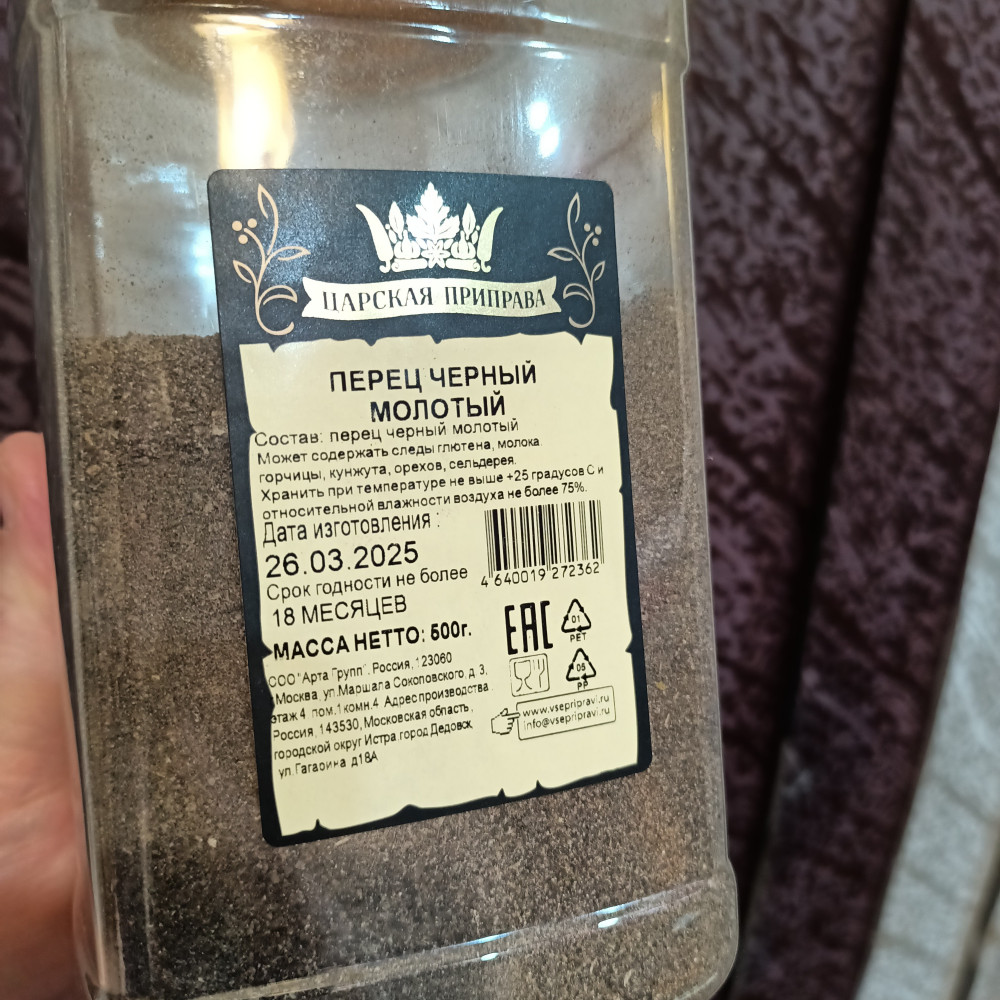 ЦАРСКАЯ ПРИПРАВА
ПЕРЕЦ ЧЕРНЫЙ
МОЛОТЫЙ
Состав: перец черный молотый
Может содержать следы глютена, молока,
горчицы, кунжута, орехов, сельдерея.
Хранить при температуре не выше +25 градусов С и
относительной влажности воздуха не более 75%.
Дата изготовления :
26.03.2025
Срок годности не более
18 МЕСЯЦЕВ
МАССА НЕТТО: 500г.
4 640019 272362
EAC
01
PET
05
PP
ООО "Арта Групп". Россия, 123060
Москва, ул.Маршала Соколовского, д.3,
этаж 4 пом.1комн.4 Адрес производства
Россия, 143530, Московская область,
городской округ Истра,город Дедовск,
ул.Гагарина д18А
www.vsepripravi.ru
info@vsepripravi.ru